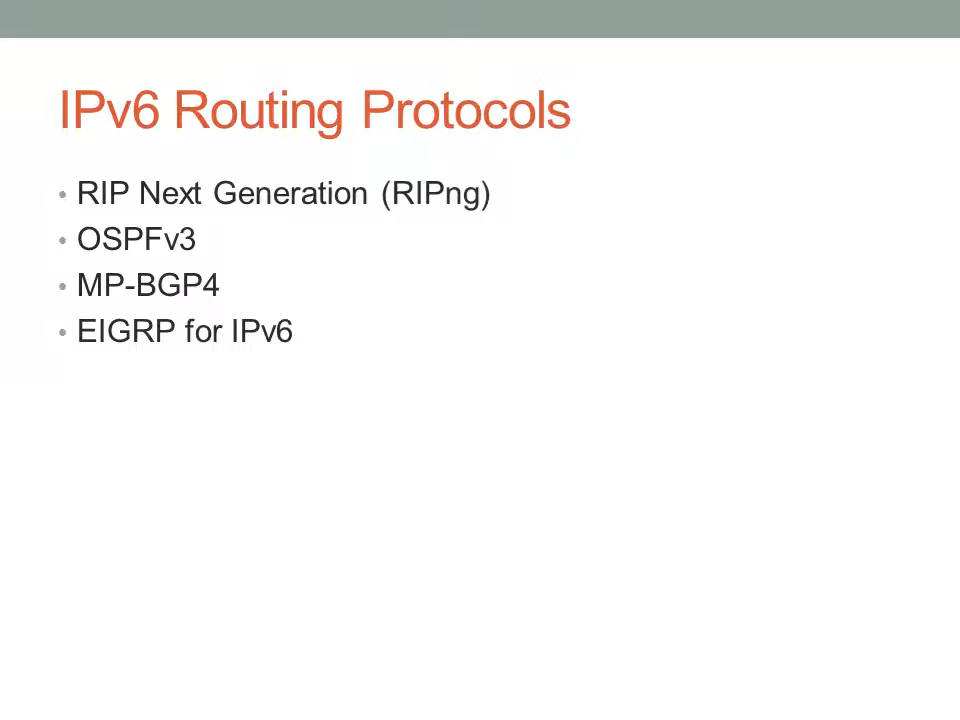 IPv6 Routing Protocols
• RIP Next Generation (RIPng)
• OSPFv3
• MP-BGP4
• EIGRP for IPv6